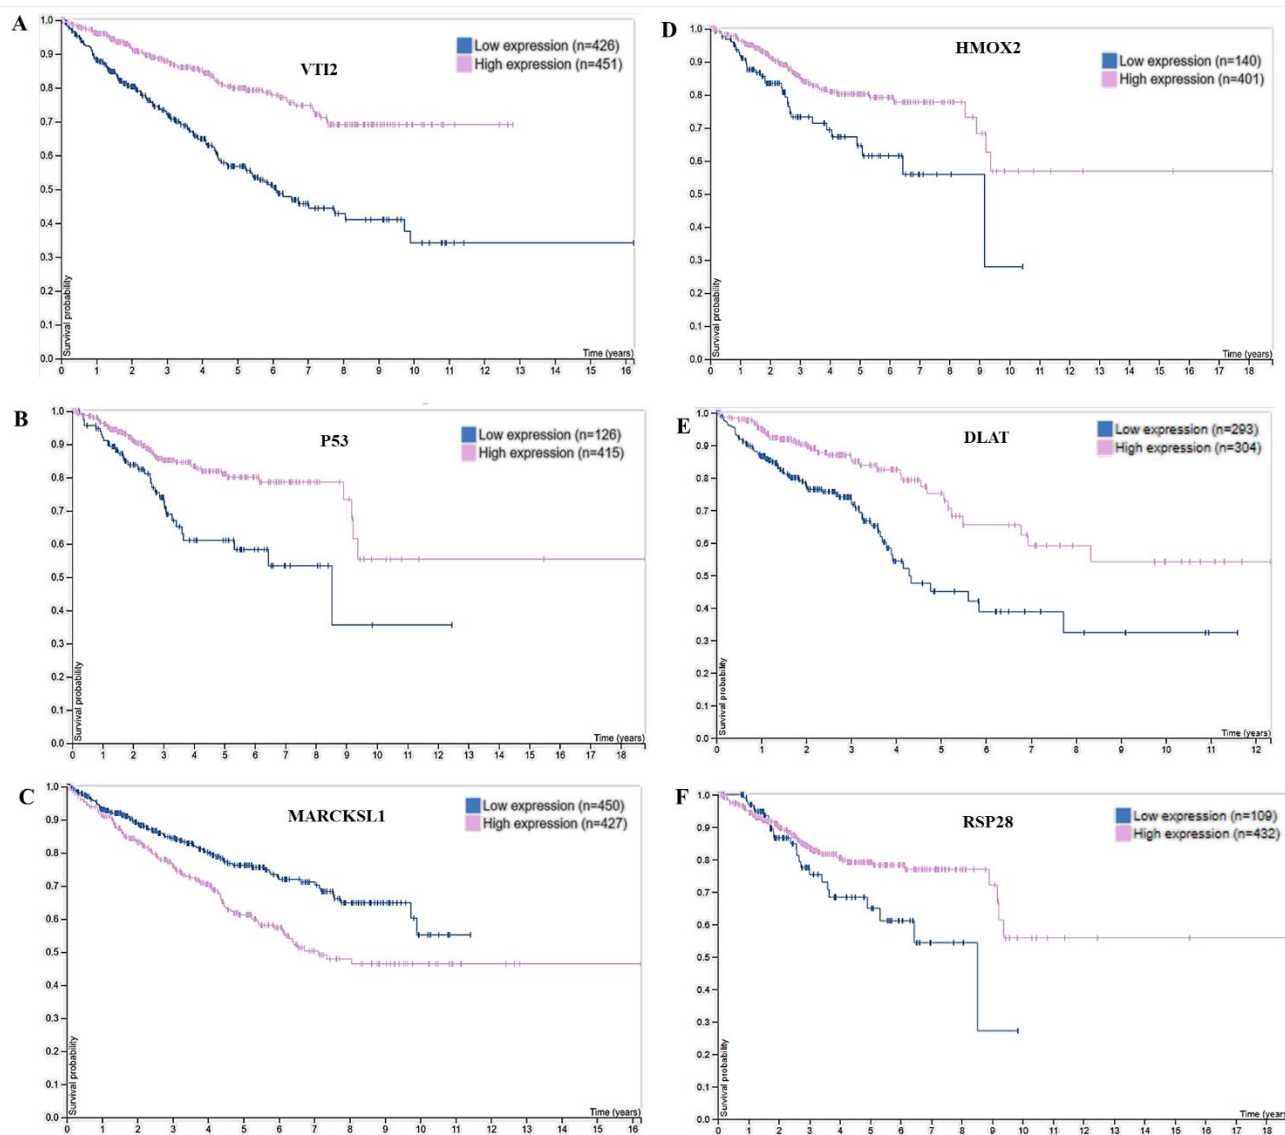 A
VTI2
Low expression (n=426)
High expression (n=451)
1.0
0.9
0.8
0.7
0.6
0.5
0.4
0.3
0.2
0.1
0.0
Survival probability
Time (years)
0 1 2 3 4 5 6 7 8 9 10 11 12 13 14 15 16
B
P53
Low expression (n=126)
High expression (n=415)
1.0
0.9
0.8
0.7
0.6
0.5
0.4
0.3
0.2
0.1
0.0
Survival probability
Time (years)
0 1 2 3 4 5 6 7 8 9 10 11 12 13 14 15 16 17 18
C
MARCKSL1
Low expression (n=450)
High expression (n=427)
1.0
0.9
0.8
0.7
0.6
0.5
0.4
0.3
0.2
0.1
0.0
Survival probability
Time (years)
0 1 2 3 4 5 6 7 8 9 10 11 12 13 14 15 16
D
HMOX2
Low expression (n=140)
High expression (n=401)
1.0
0.9
0.8
0.7
0.6
0.5
0.4
0.3
0.2
0.1
0.0
Survival probability
Time (years)
0 1 2 3 4 5 6 7 8 9 10 11 12 13 14 15 16 17 18
E
DLAT
Low expression (n=293)
High expression (n=304)
1.0
0.9
0.8
0.7
0.6
0.5
0.4
0.3
0.2
0.1
0.0
Survival probability
Time (years)
0 1 2 3 4 5 6 7 8 9 10 11 12
F
RSP28
Low expression (n=109)
High expression (n=432)
1.0
0.9
0.8
0.7
0.6
0.5
0.4
0.3
0.2
0.1
0.0
Survival probability
Time (years)
0 1 2 3 4 5 6 7 8 9 10 11 12 13 14 15 16 17 18